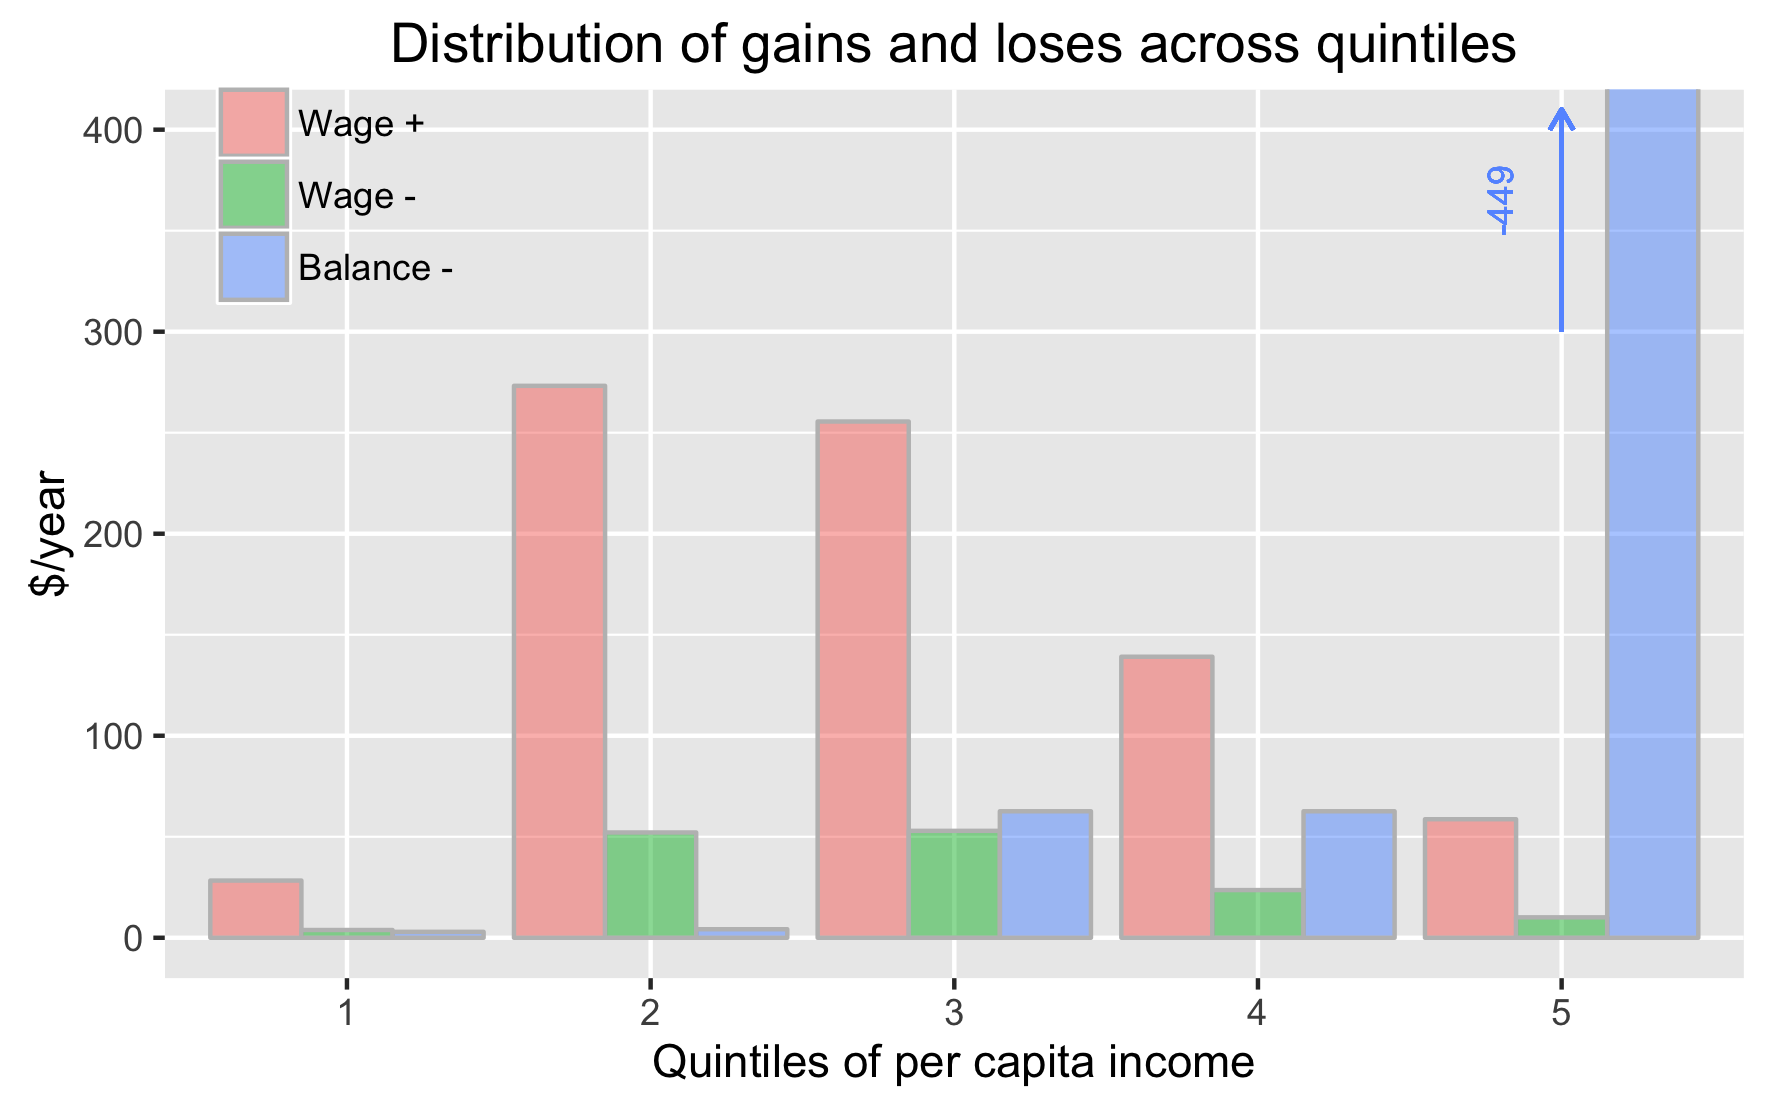 Distribution of gains and loses across quintiles
Wage +
Wage -
Balance -
-449
400
300
200
100
0
$/year
1 2 3 4 5
Quintiles of per capita income